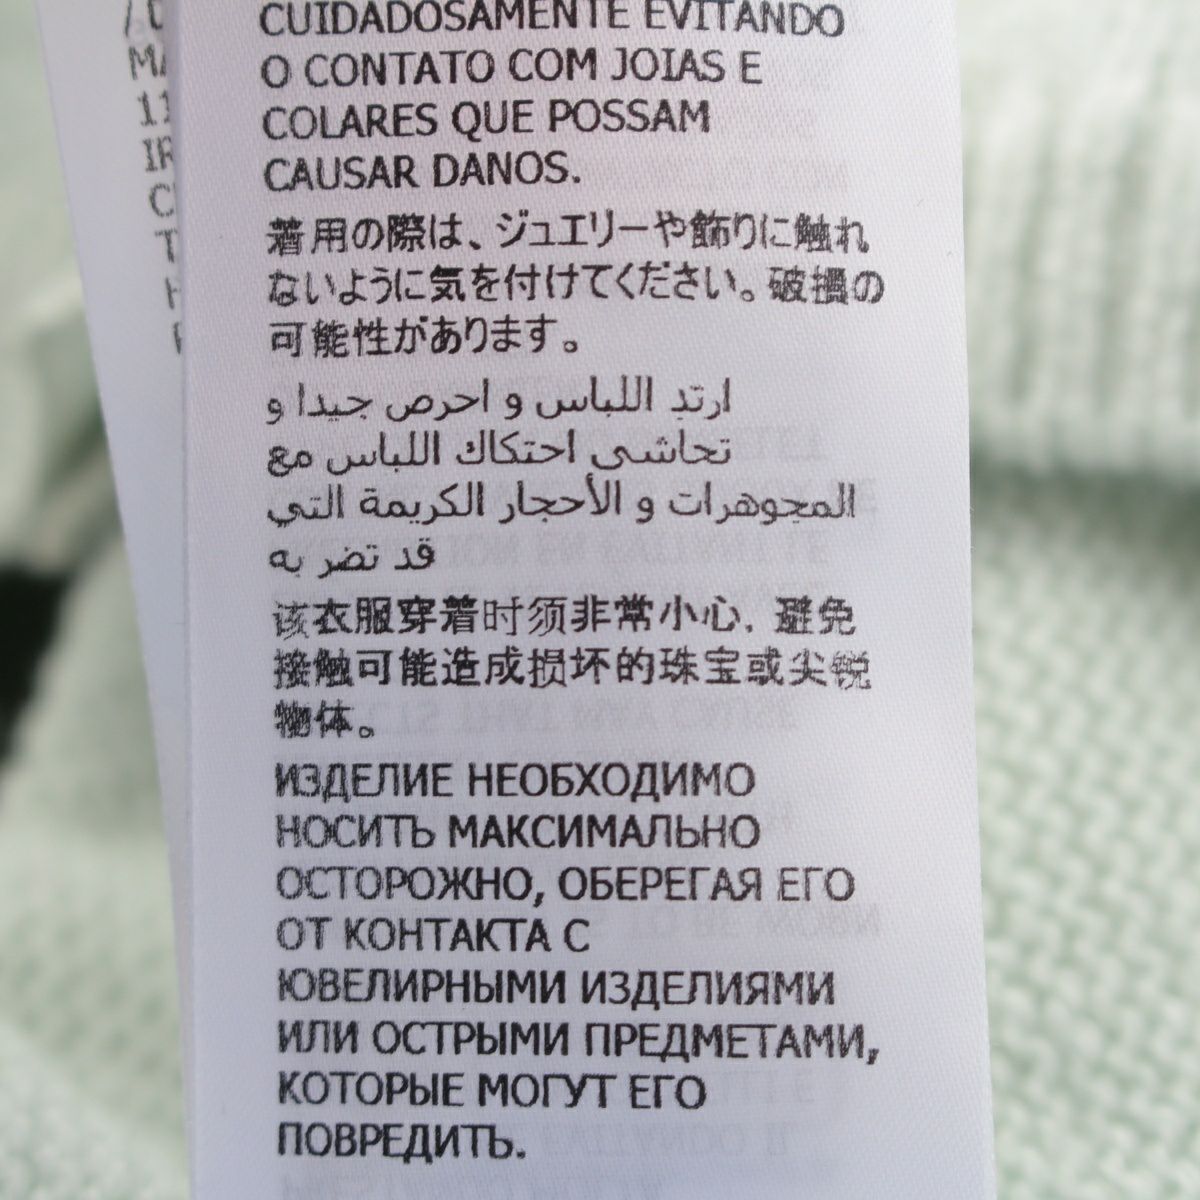 CUIDADOSAMENTE EVITANDO
O CONTATO COM JOIAS E
COLARES QUE POSSAM
CAUSAR DANOS.
着用の際は、ジュエリーや飾りに触れ
ないように気を付けてください。破損の
可能性があります。
ارتدِ اللباس و احرص جيدا و
تحاشى احتكاك اللباس مع
المجوهرات و الأحجار الكريمة التي
قد تضر به
该衣服穿着时须非常小心, 避免
接触可能造成损坏的珠宝或尖锐
物体。
ИЗДЕЛИЕ НЕОБХОДИМО
НОСИТЬ МАКСИМАЛЬНО
ОСТОРОЖНО, ОБЕРЕГАЯ ЕГО
ОТ КОНТАКТА С
ЮВЕЛИРНЫМИ ИЗДЕЛИЯМИ
ИЛИ ОСТРЫМИ ПРЕДМЕТАМИ,
КОТОРЫЕ МОГУТ ЕГО
ПОВРЕДИТЬ.